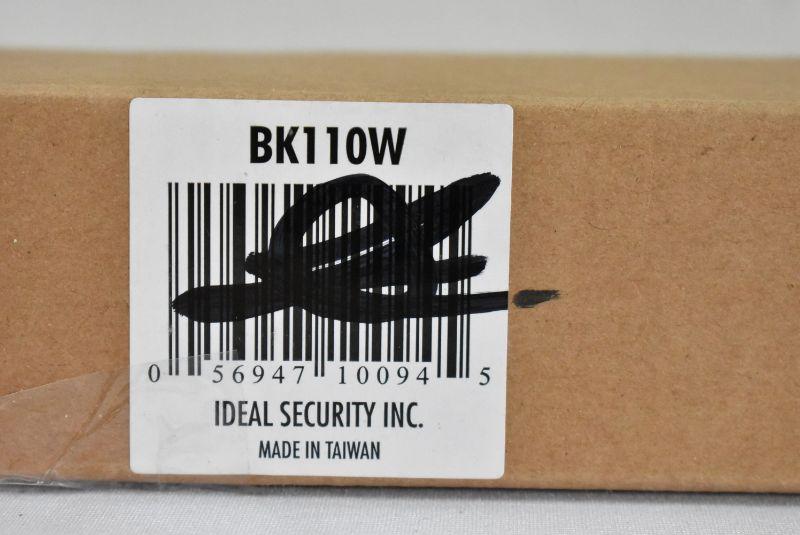 BK110W
0 56947 10094 5
IDEAL SECURITY INC.
MADE IN TAIWAN